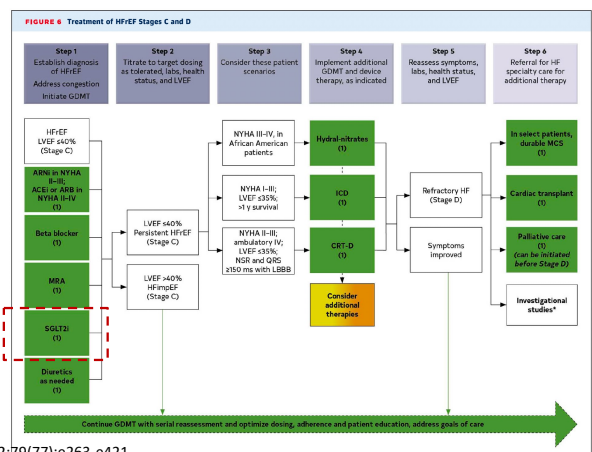 FIGURE 6 Treatment of HFrEF Stages C and D
Step 1
Establish diagnosis
of HFrEF
Address congestion
Initiate GDMT
Step 2
Titrate to target dosing
as tolerated, labs, health
status, and LVEF
Step 3
Consider these patient
scenarios
Step 4
Implement additional
GDMT and device
therapy, as indicated
Step 5
Reassess symptoms,
labs, health status,
and LVEF
Step 6
Referral for HF
specialty care for
additional therapy
HFrEF
LVEF ≤40%
(Stage C)
ARNi in NYHA
II–III;
ACEi or ARB in
NYHA II–IV
(1)
Beta blocker
(1)
MRA
(1)
SGLT2i
(1)
Diuretics
as needed
(1)
LVEF ≤40%
Persistent HFrEF
(Stage C)
LVEF >40%
HFimpEF
(Stage C)
NYHA III–IV, in
African American
patients
NYHA I–III;
LVEF ≤35%;
>1 y survival
NYHA II–III;
ambulatory IV;
LVEF ≤35%;
NSR and QRS
≥150 ms with LBBB
Hydral-nitrates
(1)
ICD
(1)
CRT-D
(1)
Consider
additional
therapies
Refractory HF
(Stage D)
Symptoms
improved
In select patients,
durable MCS
(1)
Cardiac transplant
(1)
Palliative care
(1)
(can be initiated
before Stage D)
Investigational
studies*
Continue GDMT with serial reassessment and optimize dosing, adherence and patient education, address goals of care
2;79(77):e263-e421